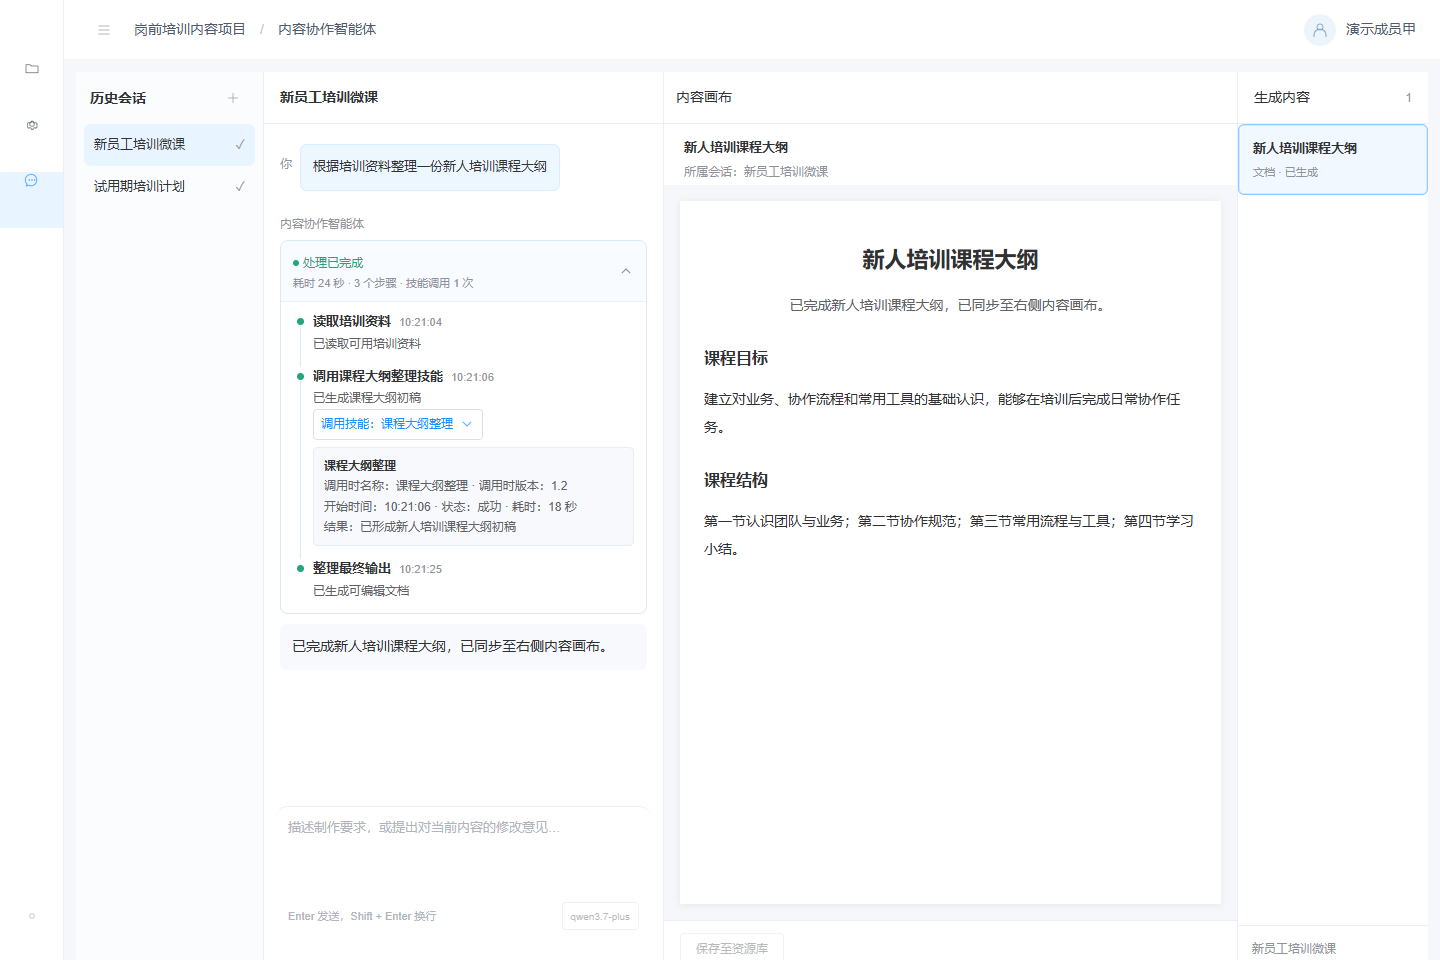 岗前培训内容项目 / 内容协作智能体
演示成员甲
历史会话
新员工培训微课
试用期培训计划
新员工培训微课
你
根据培训资料整理一份新人培训课程大纲
内容协作智能体
处理已完成
耗时 24 秒 · 3 个步骤 · 技能调用 1 次
读取培训资料 10:21:04
已读取可用培训资料
调用课程大纲整理技能 10:21:06
已生成课程大纲初稿
调用技能：课程大纲整理
课程大纲整理
调用时名称：课程大纲整理 · 调用时版本：1.2
开始时间：10:21:06 · 状态：成功 · 耗时：18 秒
结果：已形成新人培训课程大纲初稿
整理最终输出 10:21:25
已生成可编辑文档
已完成新人培训课程大纲，已同步至右侧内容画布。
描述制作要求，或提出对当前内容的修改意见...
Enter 发送，Shift + Enter 换行
qwen3.7-plus
内容画布
新人培训课程大纲
所属会话：新员工培训微课
新人培训课程大纲
已完成新人培训课程大纲，已同步至右侧内容画布。
课程目标
建立对业务、协作流程和常用工具的基础认识，能够在培训后完成日常协作任
务。
课程结构
第一节认识团队与业务；第二节协作规范；第三节常用流程与工具；第四节学习
小结。
保存至资源库
生成内容 1
新人培训课程大纲
文档 · 已生成
新员工培训微课